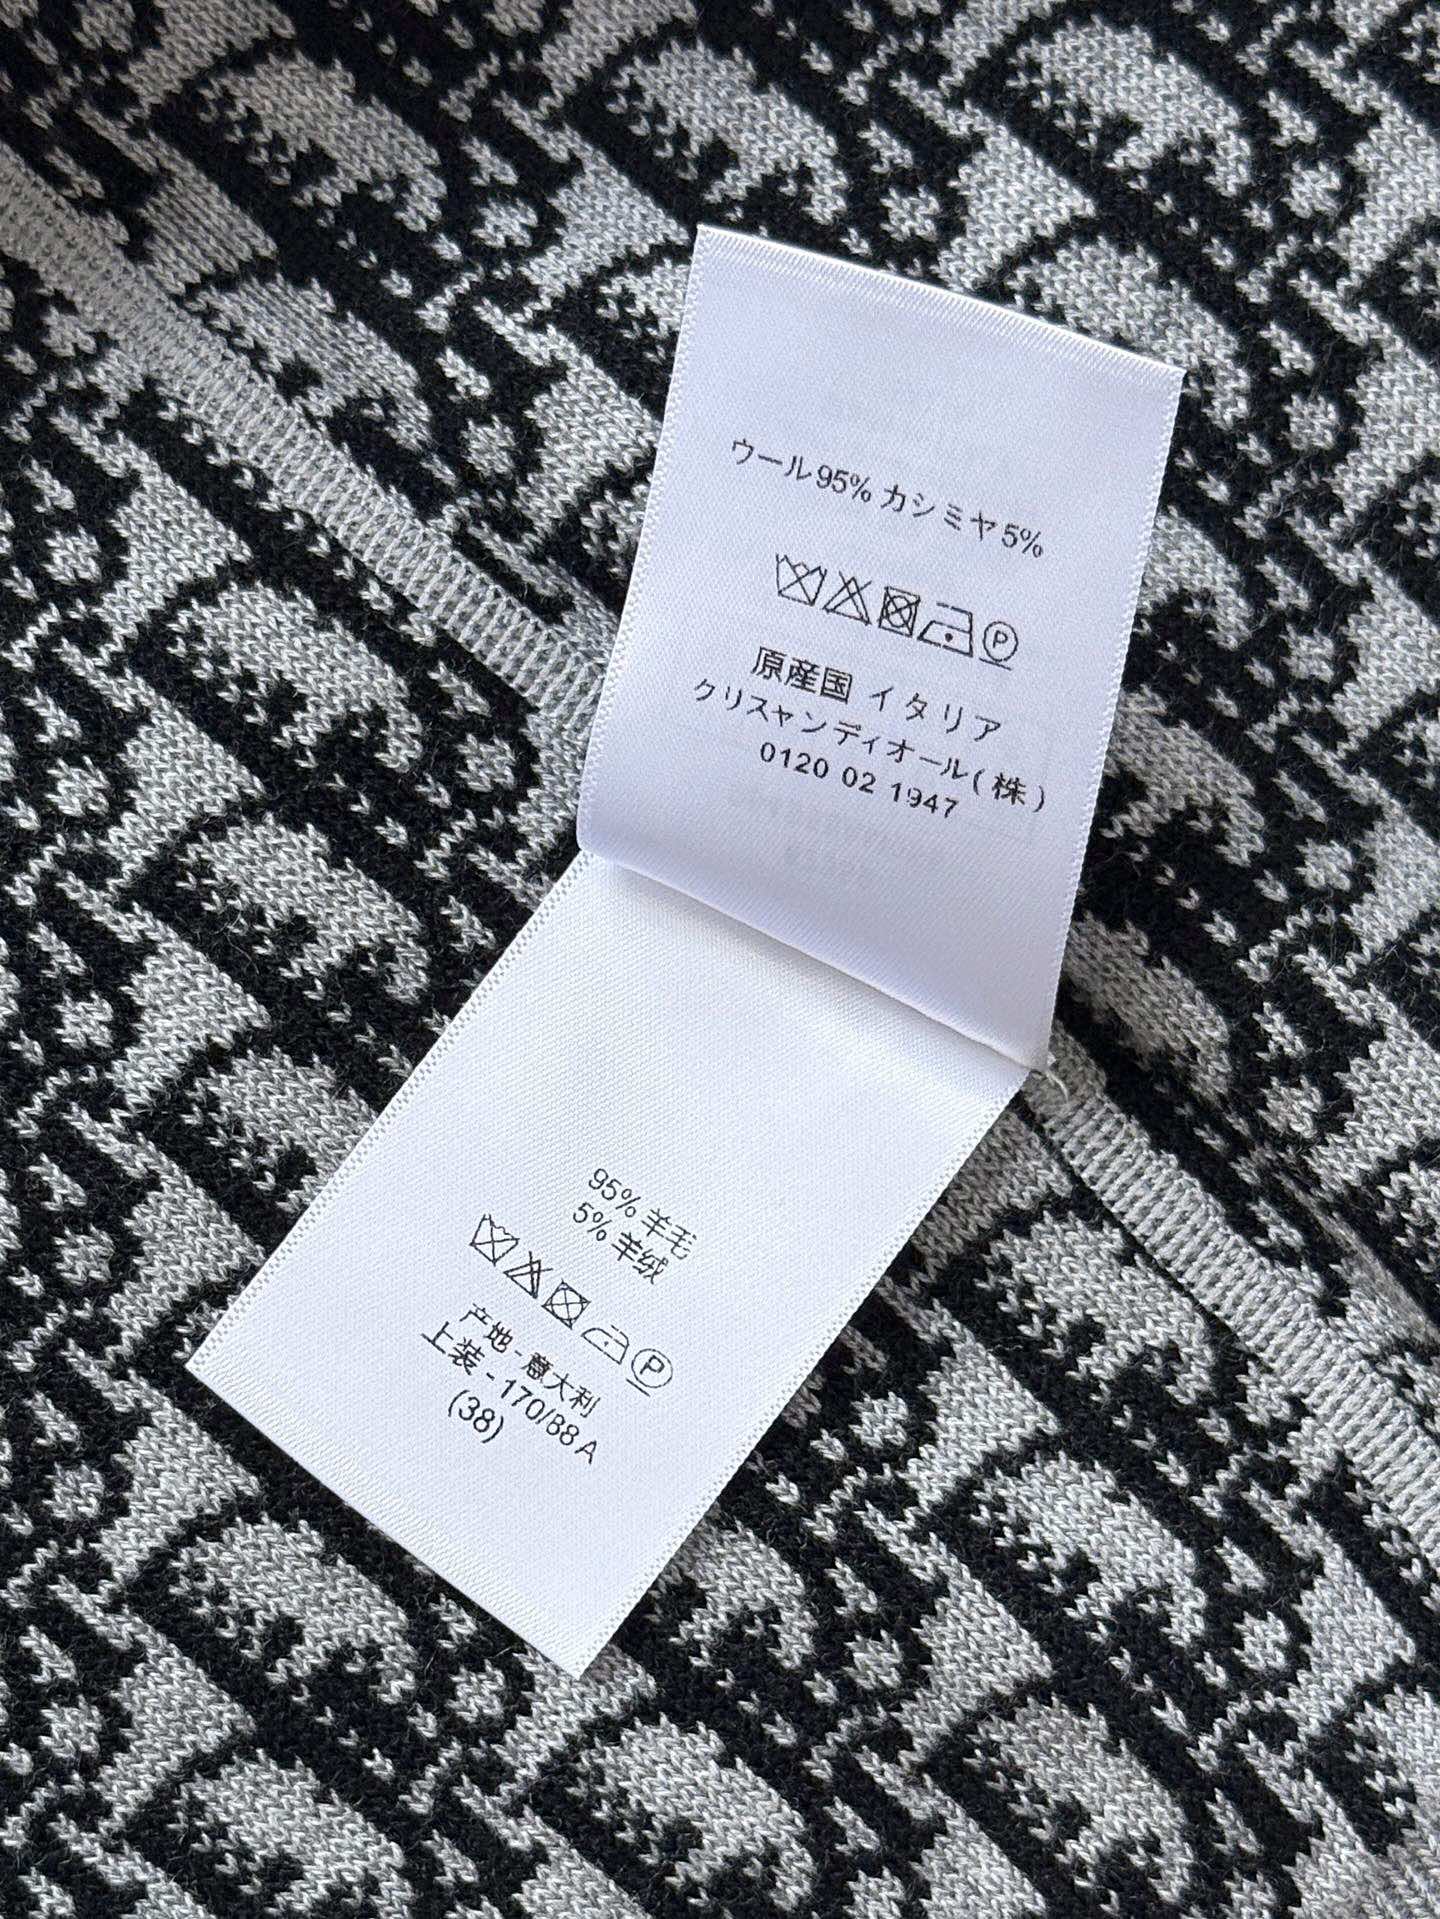 ウール95% カシミヤ5%
P
原産国 イタリア
クリスャンディオール(株)
0120 02 1947
95% 羊毛
5% 羊绒
P
产地-意大利
上装-170/88A
(38)